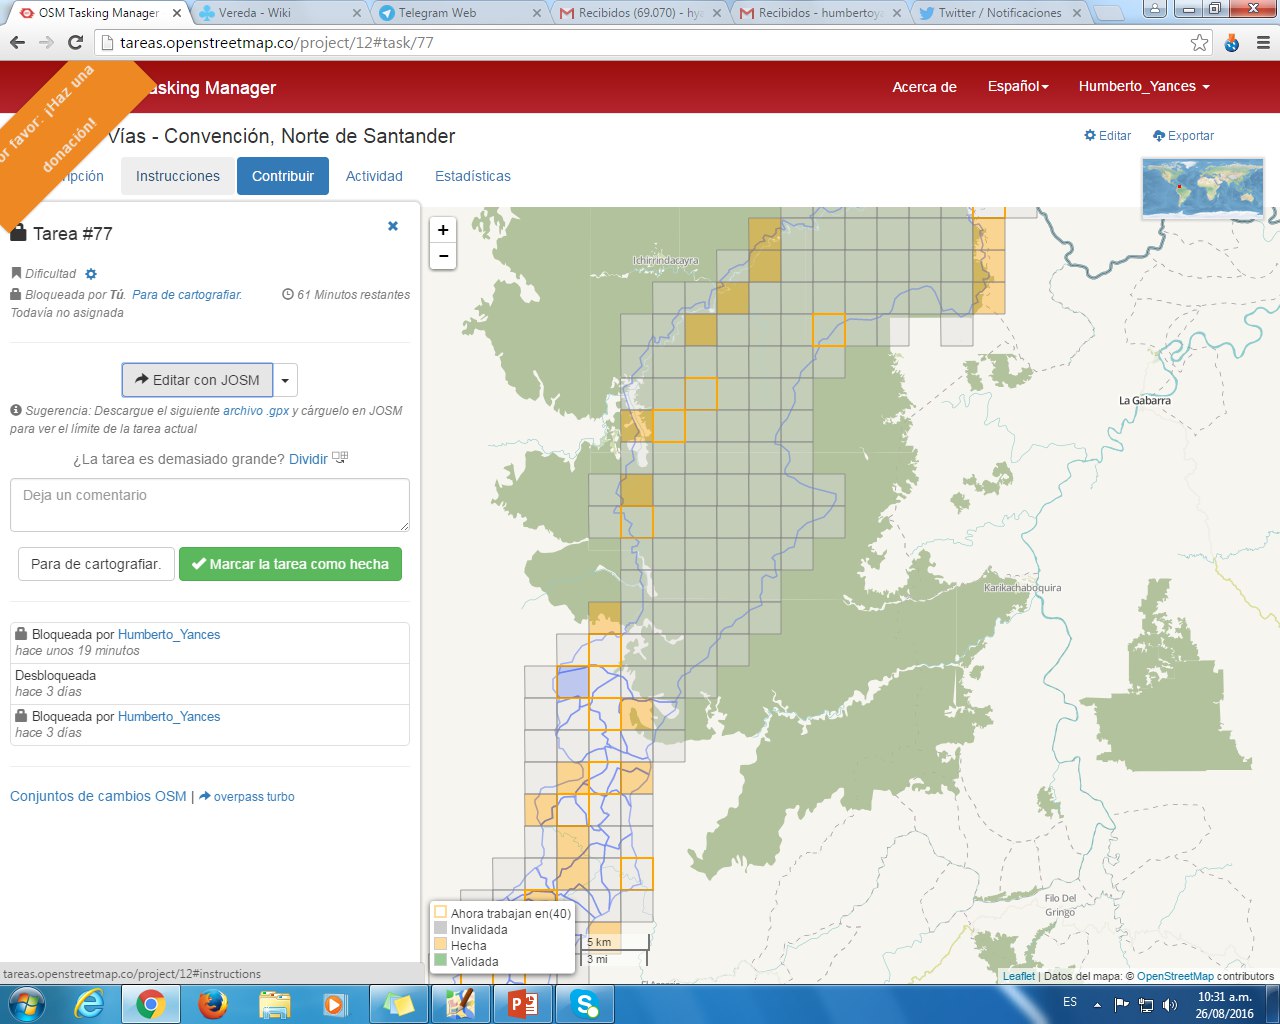 OSM Tasking Manager
Vereda - Wiki
Telegram Web
Recibidos (69.070) - hya
Recibidos - humbertoya
Twitter / Notificaciones
tareas.openstreetmap.co/project/12#task/77
or favor: ¡Haz una
donación!
asking Manager
Acerca de
Español
Humberto_Yances
Vías - Convención, Norte de Santander
Editar
Exportar
pción
Instrucciones
Contribuir
Actividad
Estadísticas
Tarea #77
Dificultad
Bloqueada por Tú. Para de cartografiar.
61 Minutos restantes
Todavía no asignada
Editar con JOSM
Sugerencia: Descargue el siguiente archivo .gpx y cárguelo en JOSM
para ver el límite de la tarea actual
¿La tarea es demasiado grande? Dividir
Deja un comentario
Para de cartografiar.
Marcar la tarea como hecha
Bloqueada por Humberto_Yances
hace unos 19 minutos
Desbloqueada
hace 3 días
Bloqueada por Humberto_Yances
hace 3 días
Conjuntos de cambios OSM | overpass turbo
+
−
Ichirrindacayra
La Gabarra
Karikachaboquira
Filo Del
Gringo
Ahora trabajan en(40)
Invalidada
Hecha
Validada
5 km
3 mi
Leaflet | Datos del mapa: © OpenStreetMap contributors
tareas.openstreetmap.co/project/12#instructions
ES
10:31 a.m.
26/08/2016